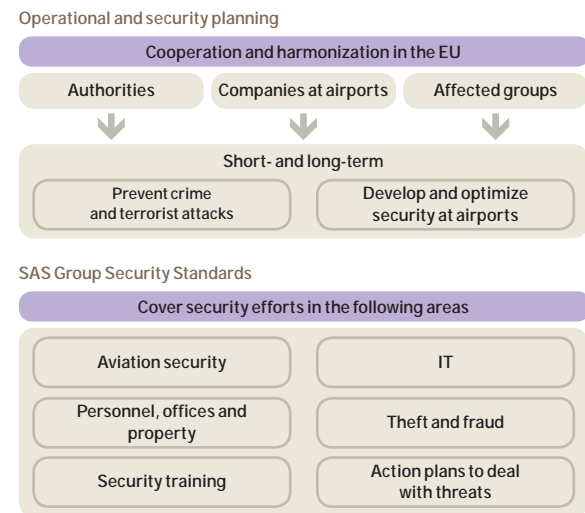 Operational and security planning
Cooperation and harmonization in the EU
Authorities
Companies at airports
Affected groups
Short- and long-term
Prevent crime
and terrorist attacks
Develop and optimize
security at airports
SAS Group Security Standards
Cover security efforts in the following areas
Aviation security
IT
Personnel, offices and
property
Theft and fraud
Security training
Action plans to deal
with threats